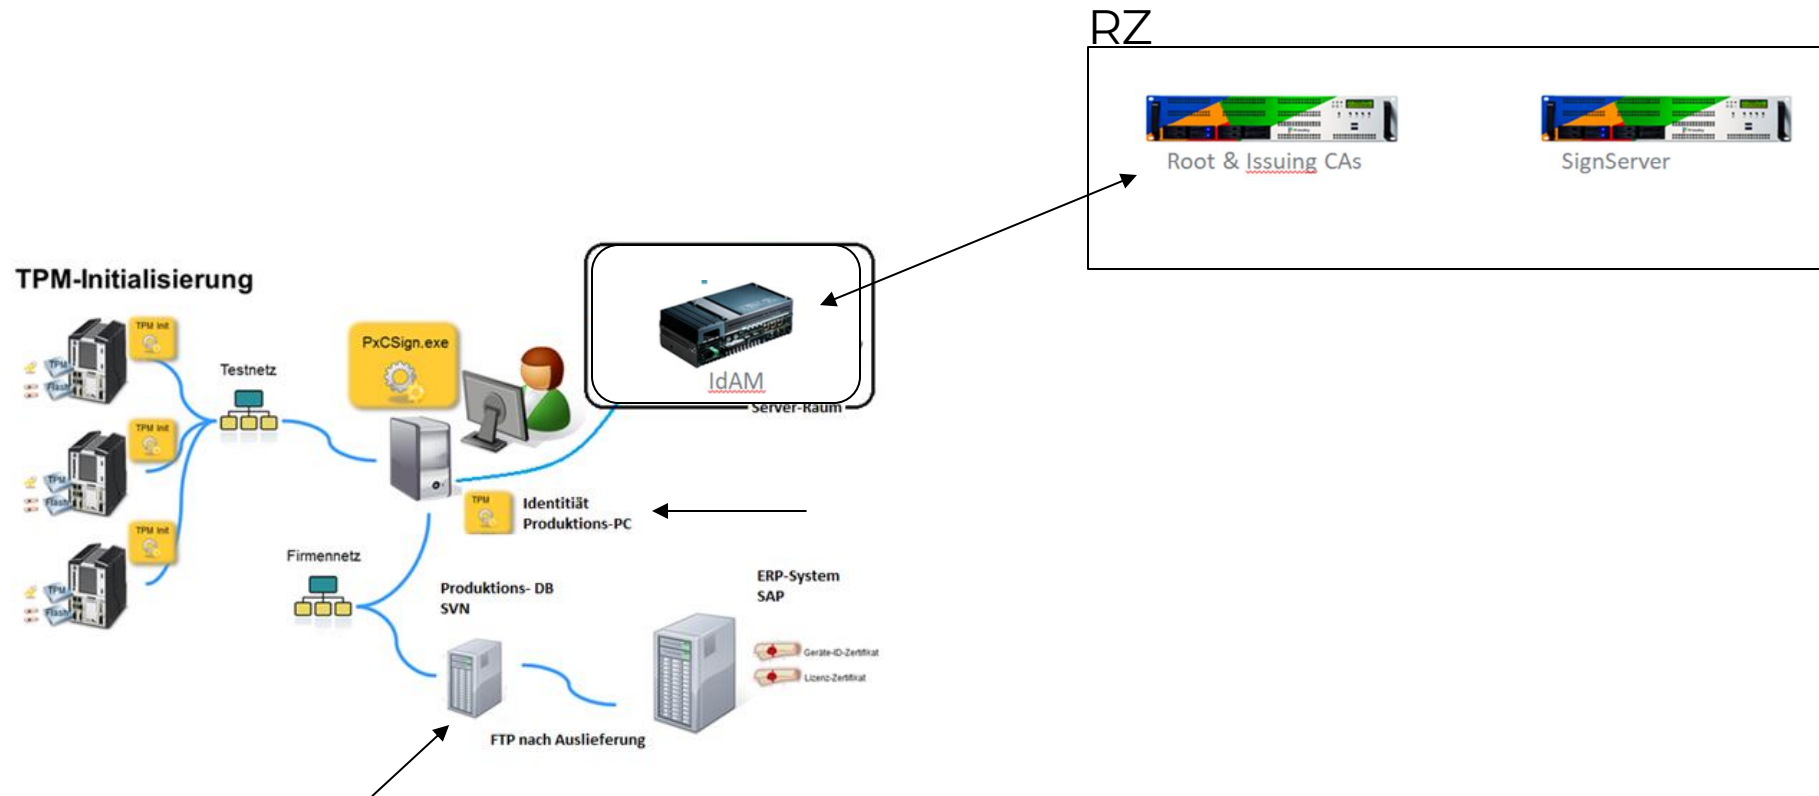 RZ
Root & Issuing CAs
SignServer
TPM-Initialisierung
TPM Init
TPM
Flash
Testnetz
PxCSign.exe
IdAM
Server-Raum
TPM Init
TPM
Flash
TPM
Identitiät
Produktions-PC
TPM Init
TPM
Flash
Firmennetz
Produktions- DB
SVN
ERP-System
SAP
Geräte-ID-Zertifikat
Lizenz-Zertifikat
FTP nach Auslieferung